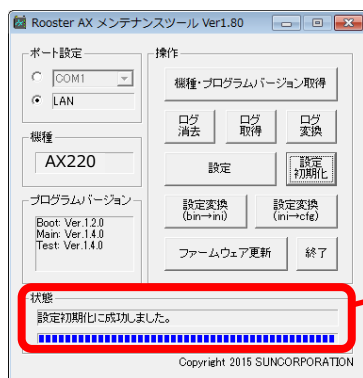 Rooster AX メンテナンスツール Ver1.80
ポート設定
COM1
LAN
機種
AX220
プログラムバージョン
Boot: Ver.1.2.0
Main: Ver.1.4.0
Test: Ver.1.4.0
操作
機種・プログラムバージョン取得
ログ
消去
ログ
取得
ログ
変換
設定
設定
初期化
設定変換
(bin→ini)
設定変換
(ini→cfg)
ファームウェア更新
終了
状態
設定初期化に成功しました。
Copyright 2015 SUNCORPORATION